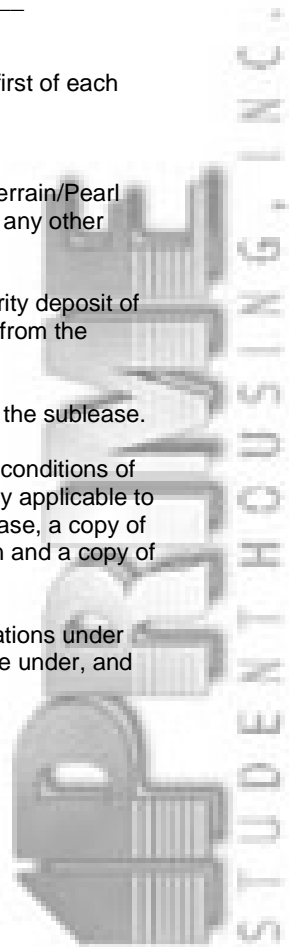 first of each
errain/Pearl
any other
rity deposit of
from the
the sublease.
conditions of
y applicable to
ase, a copy of
n and a copy of
ations under
e under, and
PRIME
STUDENT HOUSING, INC.